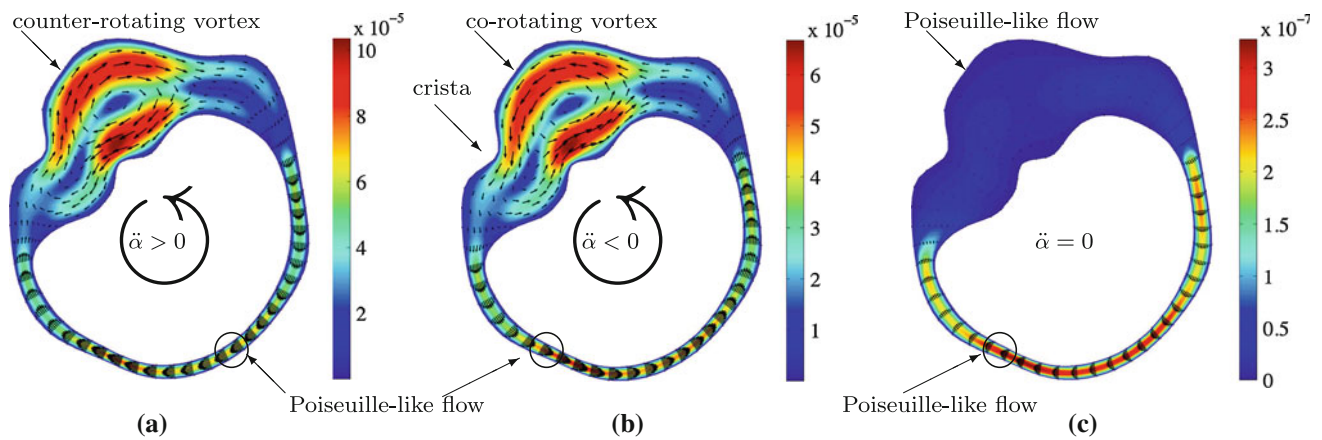 counter-rotating vortex
x 10⁻⁵
10
8
6
4
2
α̈ > 0
(a)
co-rotating vortex
crista
x 10⁻⁵
6
5
4
3
2
1
α̈ < 0
Poiseuille-like flow
(b)
Poiseuille-like flow
x 10⁻⁷
3
2.5
2
1.5
1
0.5
0
α̈ = 0
Poiseuille-like flow
(c)